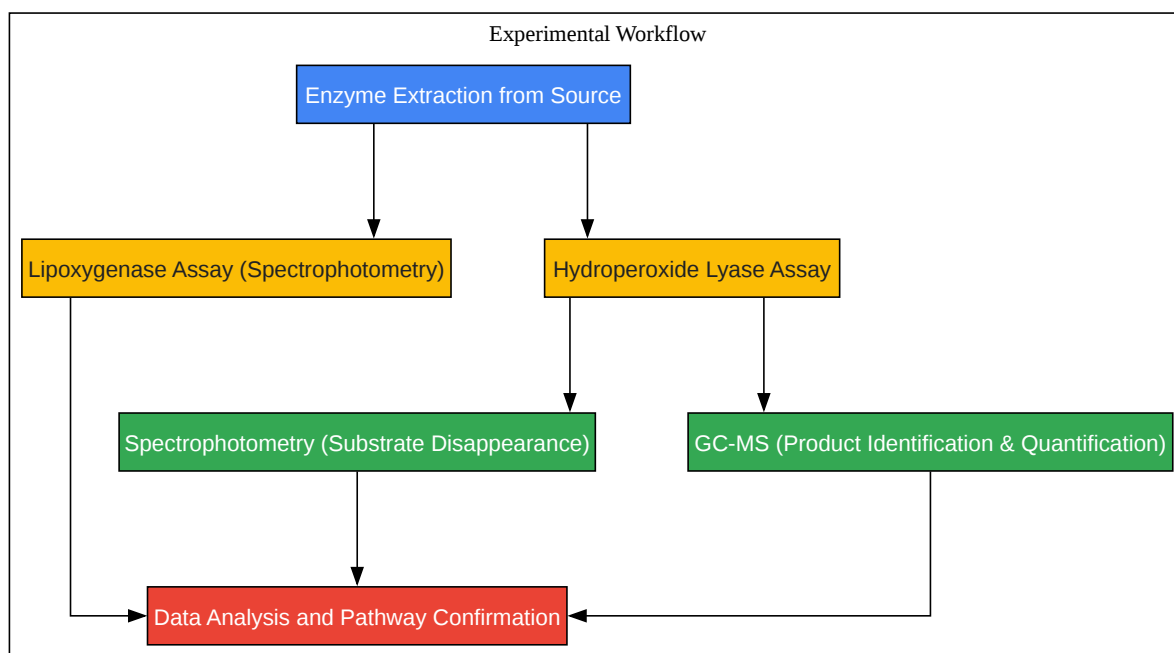 Experimental Workflow
Enzyme Extraction from Source
Lipoxygenase Assay (Spectrophotometry)
Hydroperoxide Lyase Assay
Spectrophotometry (Substrate Disappearance)
GC-MS (Product Identification & Quantification)
Data Analysis and Pathway Confirmation